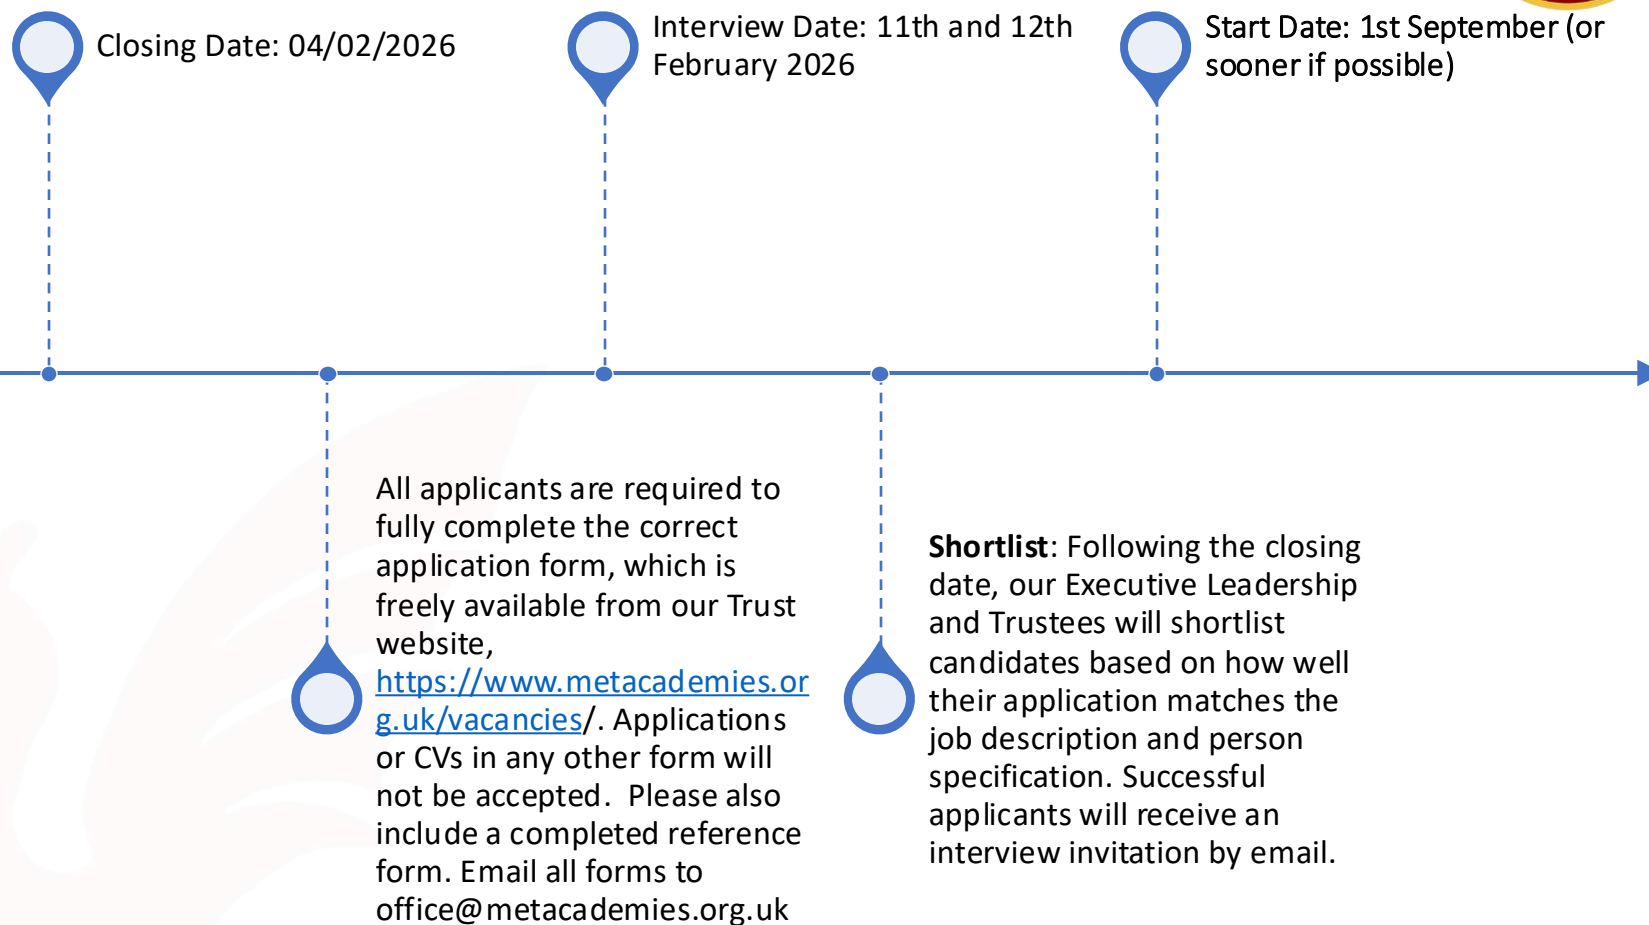 Closing Date: 04/02/2026
Interview Date: 11th and 12th
February 2026
Start Date: 1st September (or
sooner if possible)
All applicants are required to
fully complete the correct
application form, which is
freely available from our Trust
website,
https://www.metacademies.or
g.uk/vacancies/. Applications
or CVs in any other form will
not be accepted.  Please also
include a completed reference
form. Email all forms to
office@metacademies.org.uk
Shortlist: Following the closing
date, our Executive Leadership
and Trustees will shortlist
candidates based on how well
their application matches the
job description and person
specification. Successful
applicants will receive an
interview invitation by email.